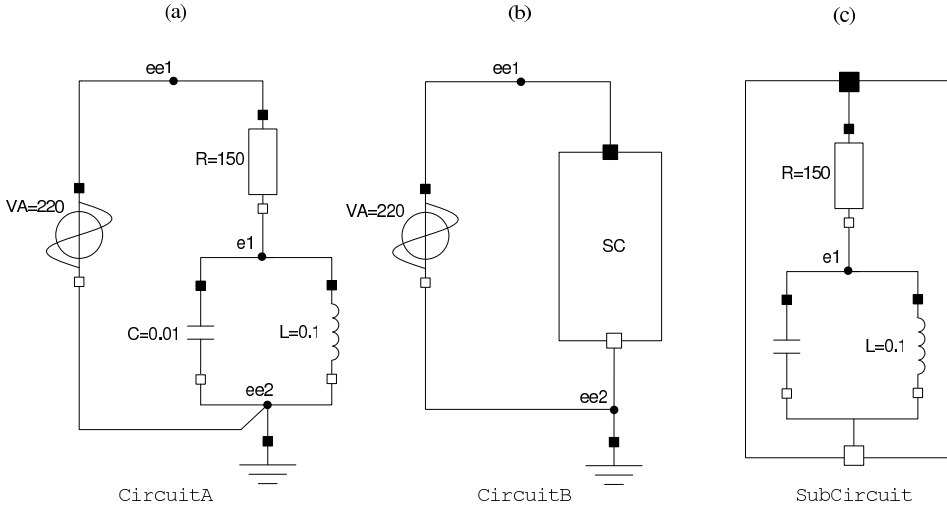 (a)
(b)
(c)
ee1
R=150
VA=220
e1
C=0.01
L=0.1
ee2
CircuitA
ee1
VA=220
SC
ee2
CircuitB
R=150
e1
L=0.1
SubCircuit